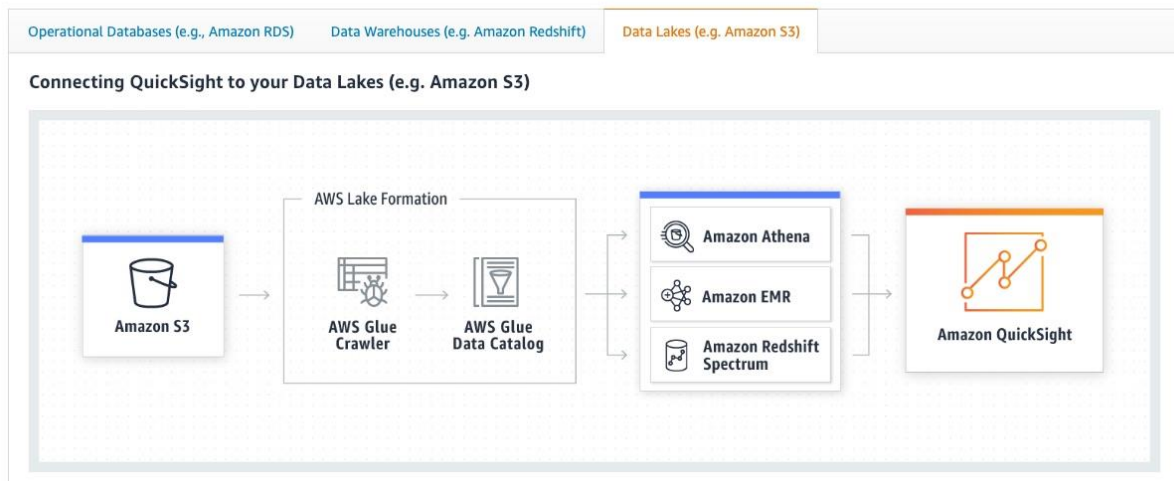 Operational Databases (e.g., Amazon RDS)
Data Warehouses (e.g. Amazon Redshift)
Data Lakes (e.g. Amazon S3)
Connecting QuickSight to your Data Lakes (e.g. Amazon S3)
Amazon S3
AWS Lake Formation
AWS Glue
Crawler
AWS Glue
Data Catalog
Amazon Athena
Amazon EMR
Amazon Redshift
Spectrum
Amazon QuickSight